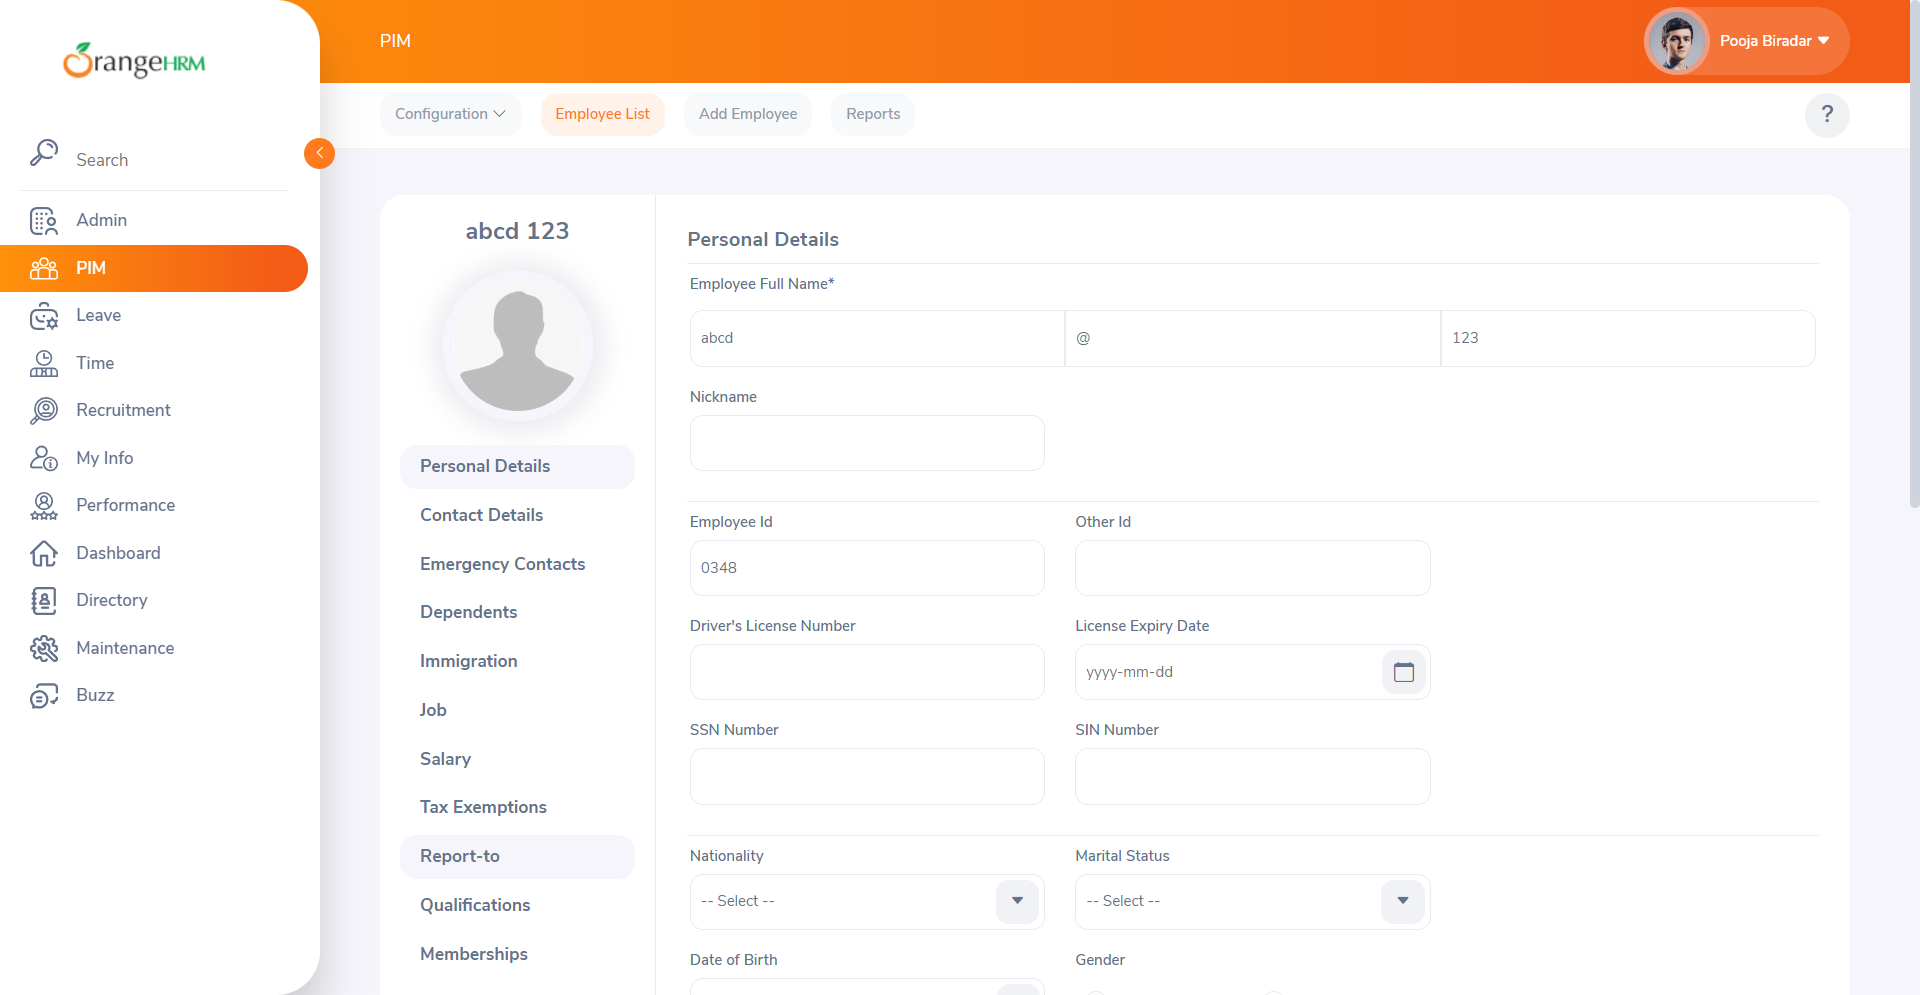 OrangeHRM
Search
Admin
PIM
Leave
Time
Recruitment
My Info
Performance
Dashboard
Directory
Maintenance
Buzz
PIM
Pooja Biradar
Configuration
Employee List
Add Employee
Reports
?
abcd 123
Personal Details
Contact Details
Emergency Contacts
Dependents
Immigration
Job
Salary
Tax Exemptions
Report-to
Qualifications
Memberships
Personal Details
Employee Full Name*
abcd @ 123
Nickname
Employee Id Other Id
0348
Driver's License Number License Expiry Date
yyyy-mm-dd
SSN Number SIN Number
Nationality Marital Status
-- Select -- -- Select --
Date of Birth Gender